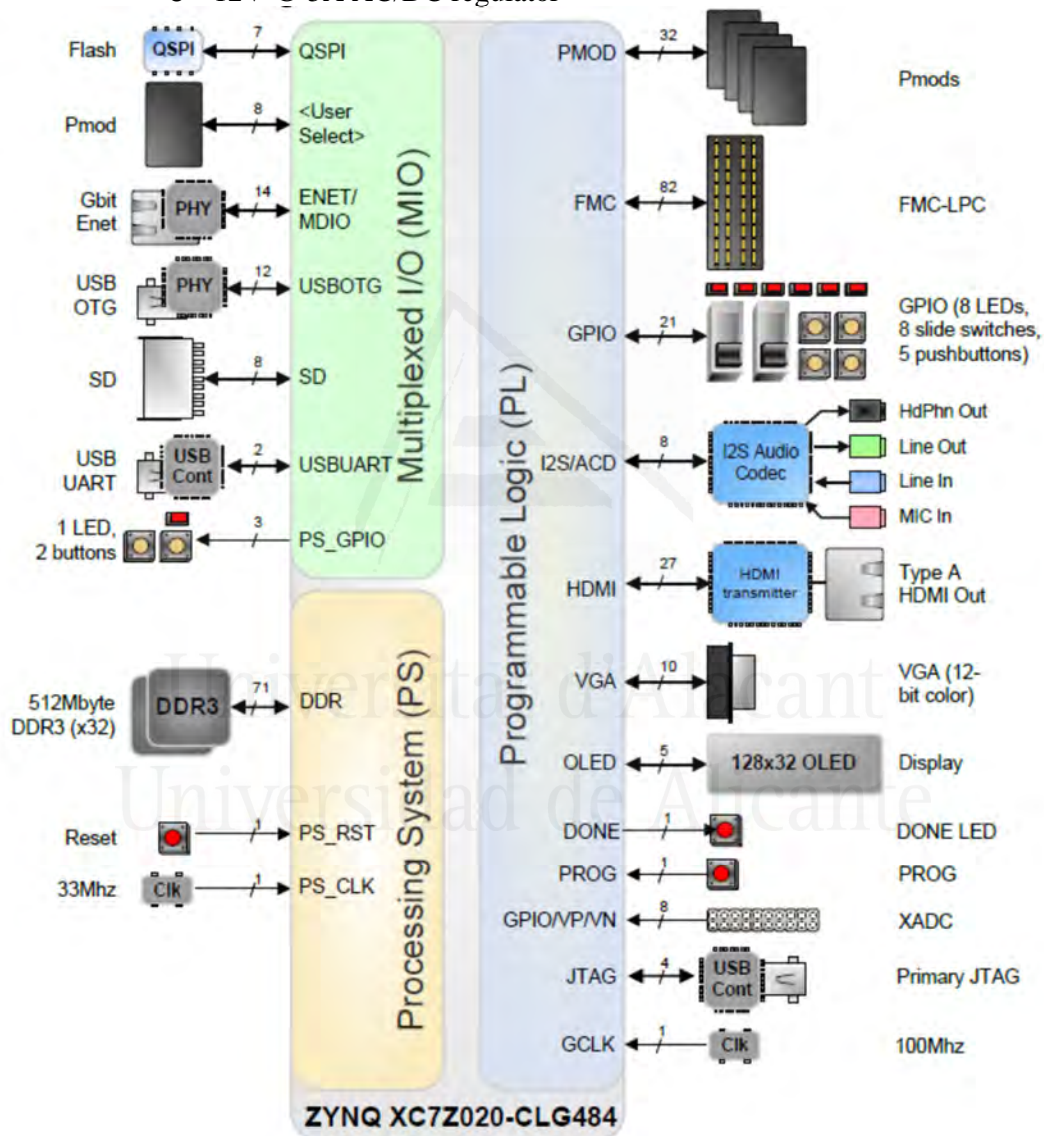 12V @ 5A AC/DC regulator
Flash
QSPI
7
QSPI
Pmod
8
<User
Select>
Gbit
Enet
PHY
14
ENET/
MDIO
USB
OTG
PHY
12
USBOTG
SD
8
SD
USB
UART
USB
Cont
2
USBUART
1 LED,
2 buttons
3
PS_GPIO
Multiplexed I/O (MIO)
512Mbyte
DDR3 (x32)
DDR3
71
DDR
Reset
1
PS_RST
33Mhz
Clk
1
PS_CLK
Processing System (PS)
Programmable Logic (PL)
PMOD
32
Pmods
FMC
82
FMC-LPC
GPIO
21
GPIO (8 LEDs,
8 slide switches,
5 pushbuttons)
I2S/ACD
8
I2S Audio
Codec
HdPhn Out
Line Out
Line In
MIC In
HDMI
27
HDMI
transmitter
Type A
HDMI Out
VGA
10
VGA (12-
bit color)
OLED
5
128x32 OLED
Display
DONE
1
DONE LED
PROG
1
PROG
GPIO/VP/VN
8
XADC
JTAG
4
USB
Cont
Primary JTAG
GCLK
1
Clk
100Mhz
ZYNQ XC7Z020-CLG484
Universitat d'Alacant
Universidad de Alicante